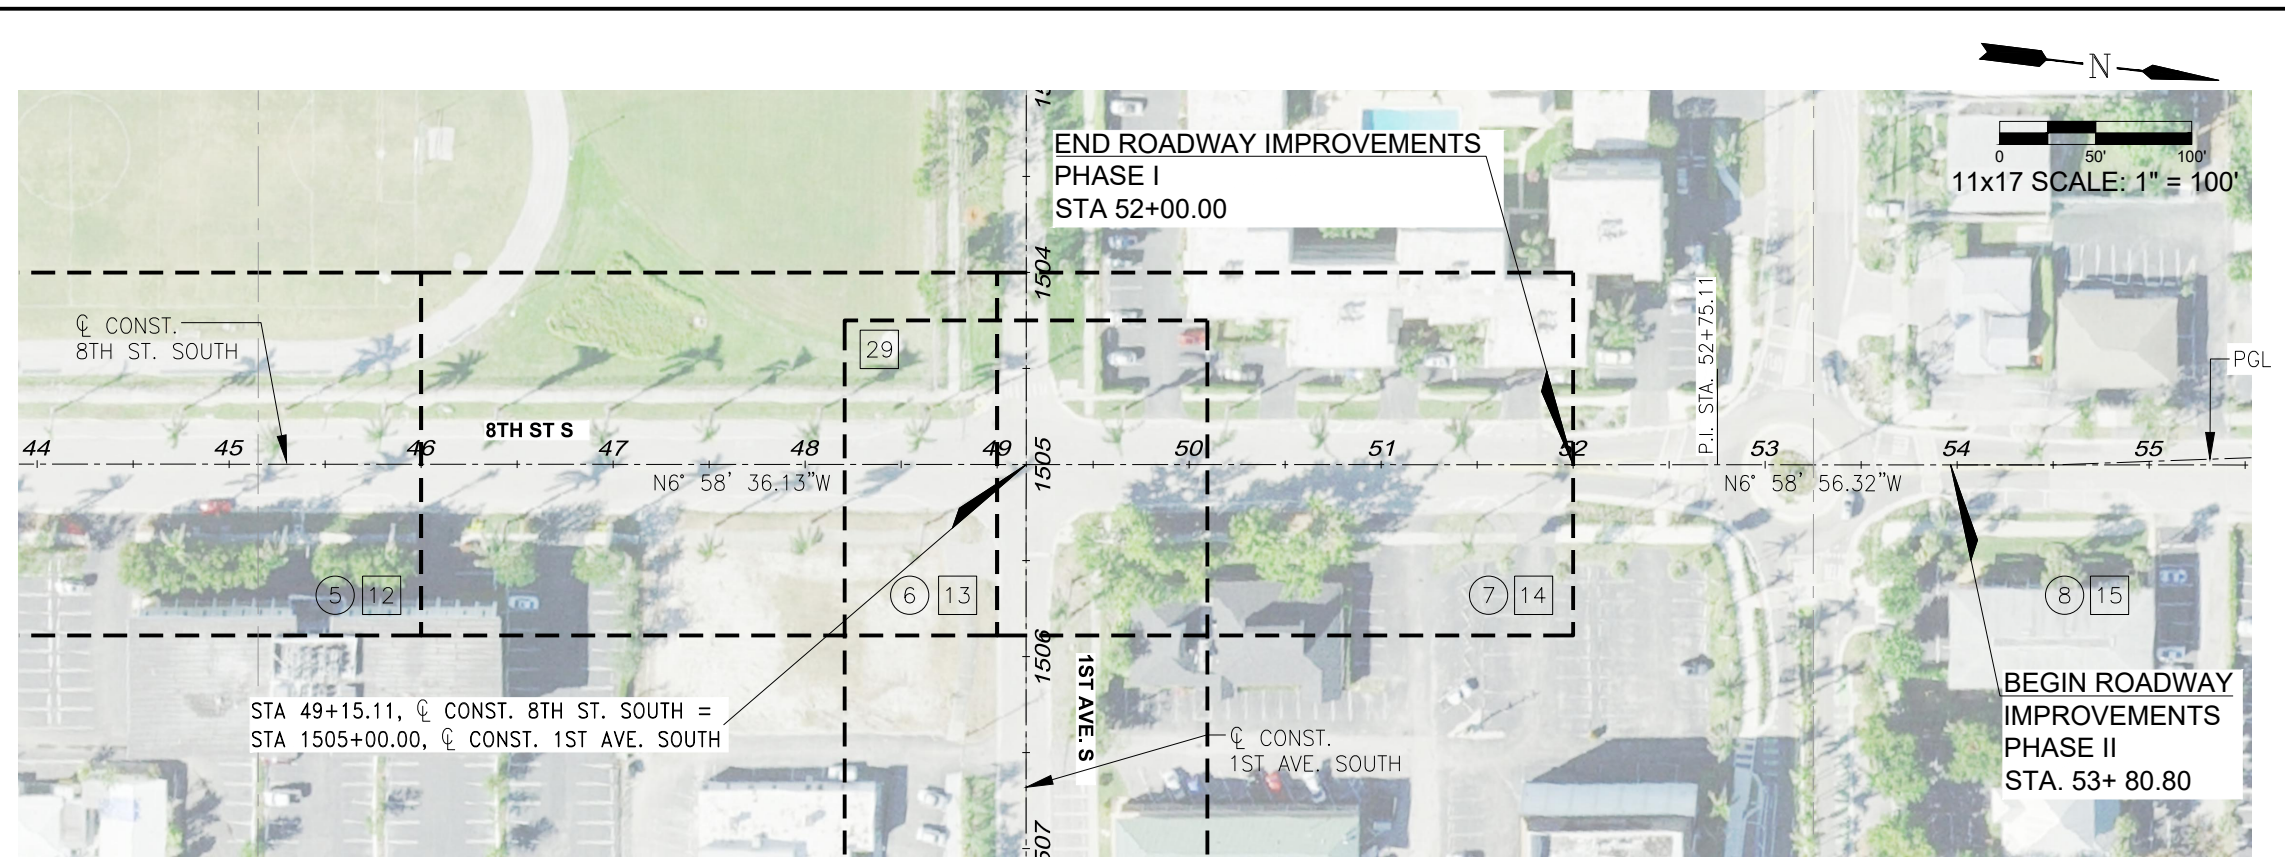 N
0 50' 100'
11x17 SCALE: 1" = 100'
END ROADWAY IMPROVEMENTS
PHASE I
STA 52+00.00
1504
P.I. STA. 52+75.11
℄ CONST.
8TH ST. SOUTH
29
PGL
8TH ST S
44 45 46 47 48 49 50 51 52 53 54 55
1505
N6° 58' 36.13"W
N6° 58' 56.32"W
5 12
6 13
7 14
8 15
1506
1ST AVE. S
STA 49+15.11, ℄ CONST. 8TH ST. SOUTH =
STA 1505+00.00, ℄ CONST. 1ST AVE. SOUTH
℄ CONST.
1ST AVE. SOUTH
BEGIN ROADWAY
IMPROVEMENTS
PHASE II
STA. 53+ 80.80